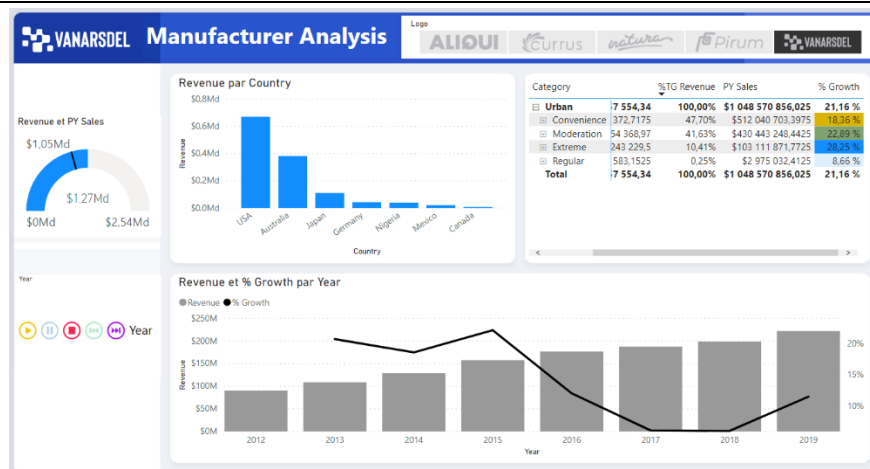 VANARSDEL Manufacturer Analysis
Logo
ALIQUI currus natura Pirum VANARSDEL
Revenue et PY Sales
$1,05Md
$1.27Md
$0Md $2,54Md
Year
Year
Revenue par Country
$0.8Md
$0.6Md
$0.4Md
$0.2Md
$0.0Md
Revenue
USA Australia Japan Germany Nigeria Mexico Canada
Country
Category %TG Revenue PY Sales % Growth
Urban 7 554,34 100,00% $1 048 570 856,025 21,16 %
Convenience 372,7175 47,70% $512 040 703,3975 18,36 %
Moderation 54 368,97 41,63% $430 443 248,4425 22,89 %
Extreme 243 229,5 10,41% $103 111 871,7725 28,25 %
Regular 583,1525 0,25% $2 975 032,4125 8,66 %
Total 7 554,34 100,00% $1 048 570 856,025 21,16 %
Revenue et % Growth par Year
Revenue % Growth
$250M
$200M
$150M
$100M
$50M
$0M
Revenue
20%
15%
10%
2012 2013 2014 2015 2016 2017 2018 2019
Year